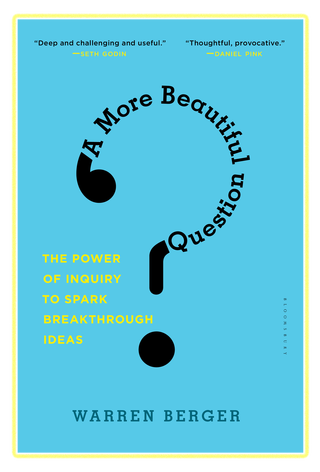 "Deep and challenging and useful."
—SETH GODIN
"Thoughtful, provocative."
—DANIEL PINK
A More Beautiful Question
THE POWER
OF INQUIRY
TO SPARK
BREAKTHROUGH
IDEAS
BLOOMSBURY
WARREN BERGER